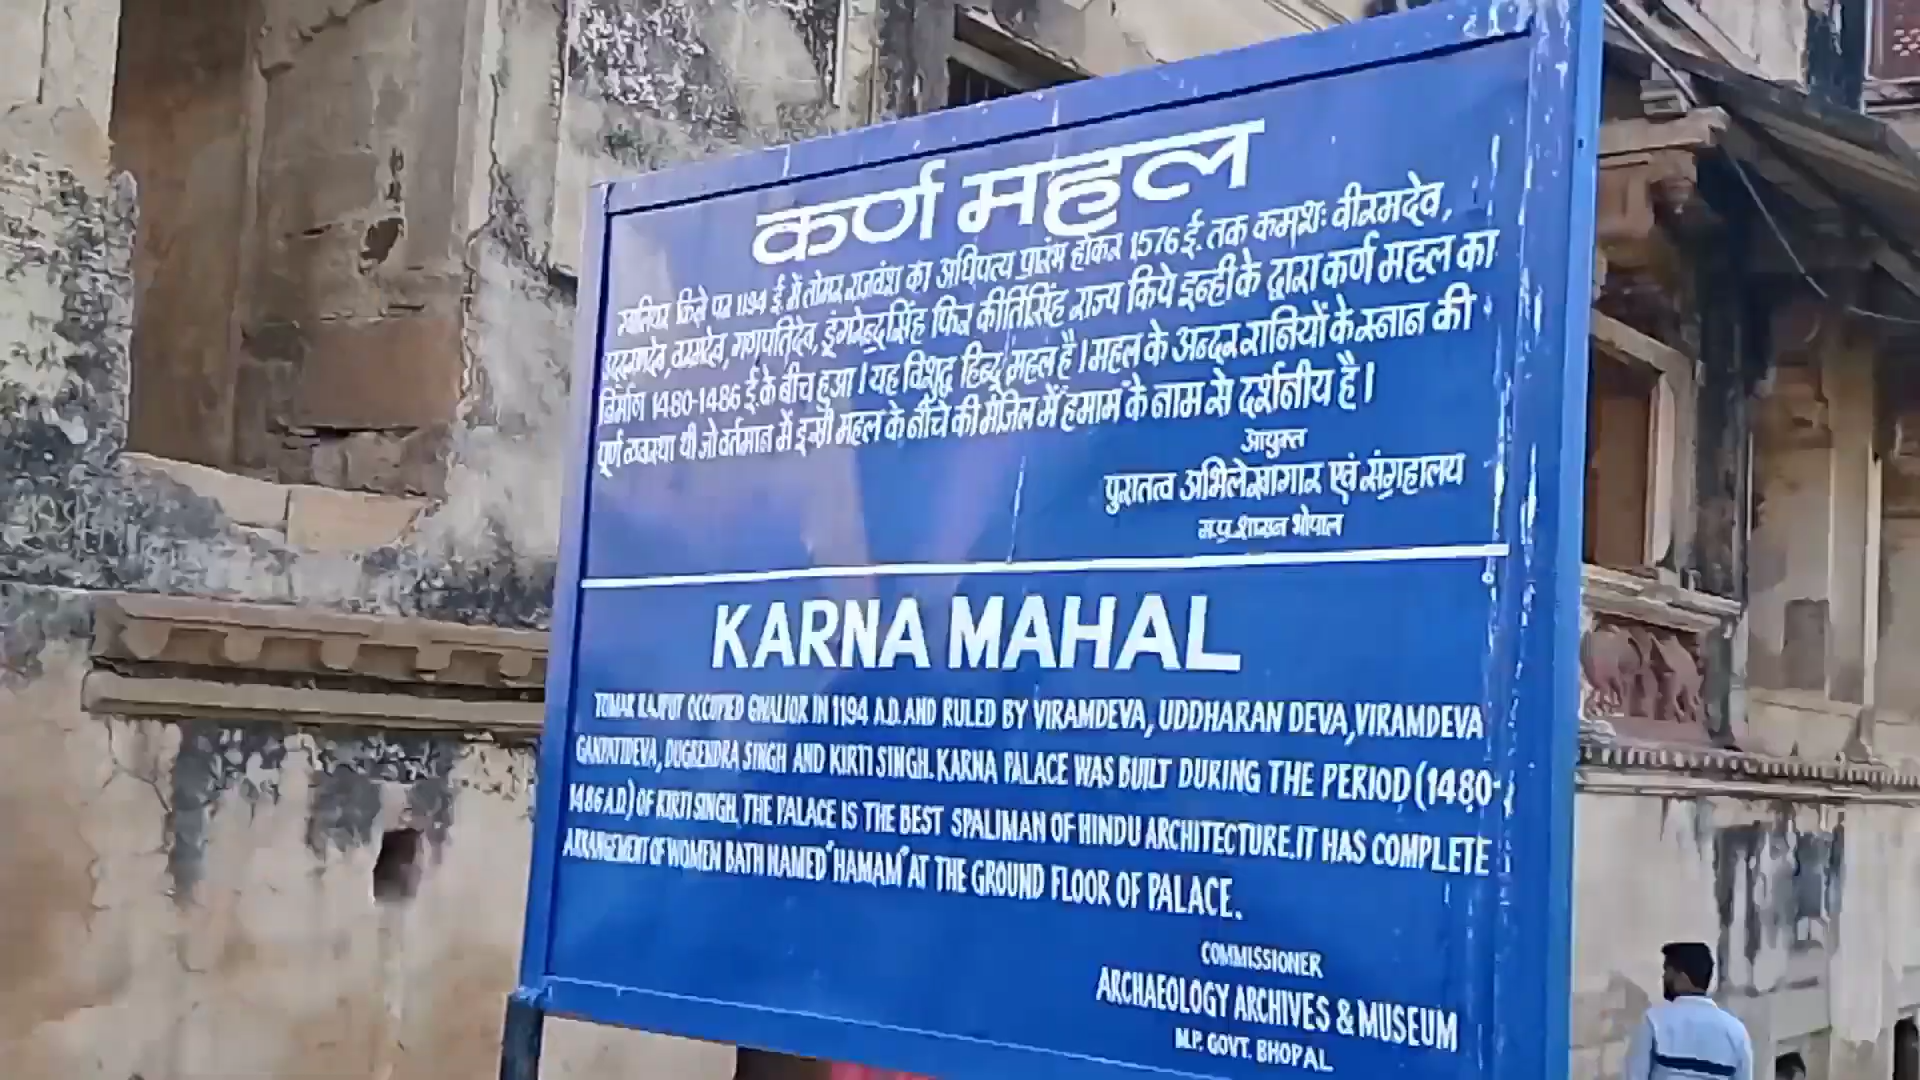 कर्ण महल
ग्वालियर किले पर 1194 ई. में तोमर राजवंश का अधिपत्य प्रारंभ होकर 1576 ई. तक कमशः वीरमदेव,
उद्दरणदेव, वरमदेव, गणपतिदेव, डूंगरेन्द्रसिंह फिर कीर्तिसिंह राज्य किये इन्ही के द्वारा कर्ण महल का
निर्माण 1480-1486 ई. के बीच हुआ। यह विशुद्ध हिन्दू महल है। महल के अन्दर रानियों के स्नान की
पूर्ण व्यवस्था थी जो वर्तमान में इसी महल के नीचे की मंजिल में हमाम के नाम से दर्शनीय है।
आयुक्त
पुरातत्व अभिलेखागार एवं संग्रहालय
म.प्र. शासन भोपाल
KARNA MAHAL
TOMAR RAJPUT OCCUPIED GWALIOR IN 1194 A.D. AND RULED BY VIRAMDEVA, UDDHARAN DEVA, VIRAMDEVA
GANPATIDEVA, DUGRENDRA SINGH AND KIRTI SINGH. KARNA PALACE WAS BUILT DURING THE PERIOD (1480-
1486 A.D.) OF KIRTI SINGH, THE PALACE IS THE BEST SPALIMAN OF HINDU ARCHITECTURE. IT HAS COMPLETE
ARRANGEMENT OF WOMEN BATH NAMED "HAMAM" AT THE GROUND FLOOR OF PALACE.
COMMISSIONER
ARCHAEOLOGY ARCHIVES & MUSEUM
M.P. GOVT. BHOPAL